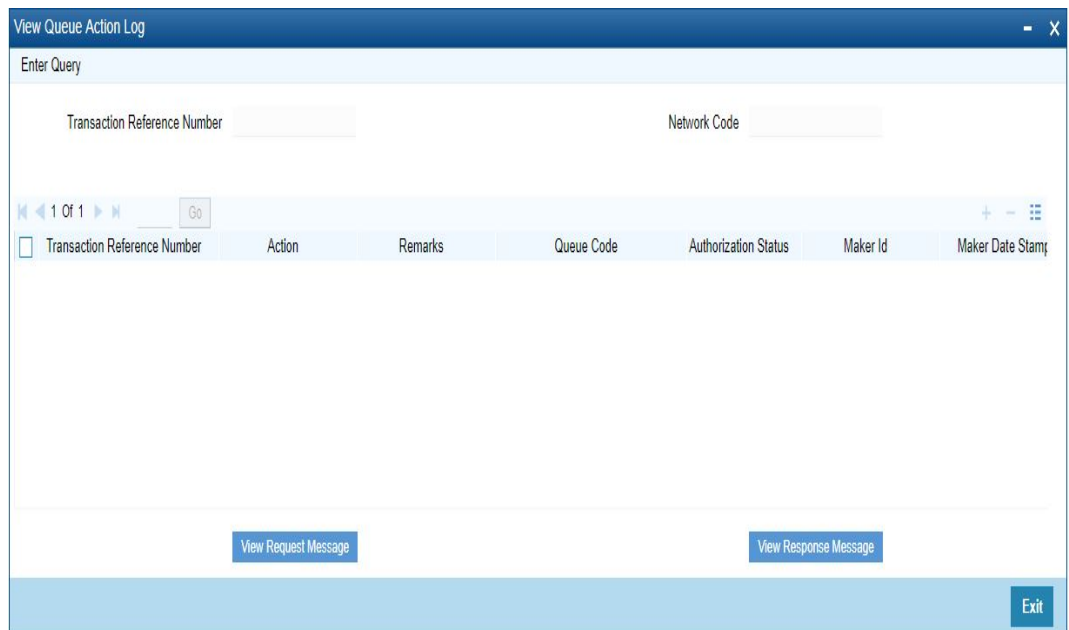 View Queue Action Log - X
Enter Query
Transaction Reference Number Network Code
1 Of 1 Go + -
Transaction Reference Number Action Remarks Queue Code Authorization Status Maker Id Maker Date Stamp
View Request Message View Response Message
Exit